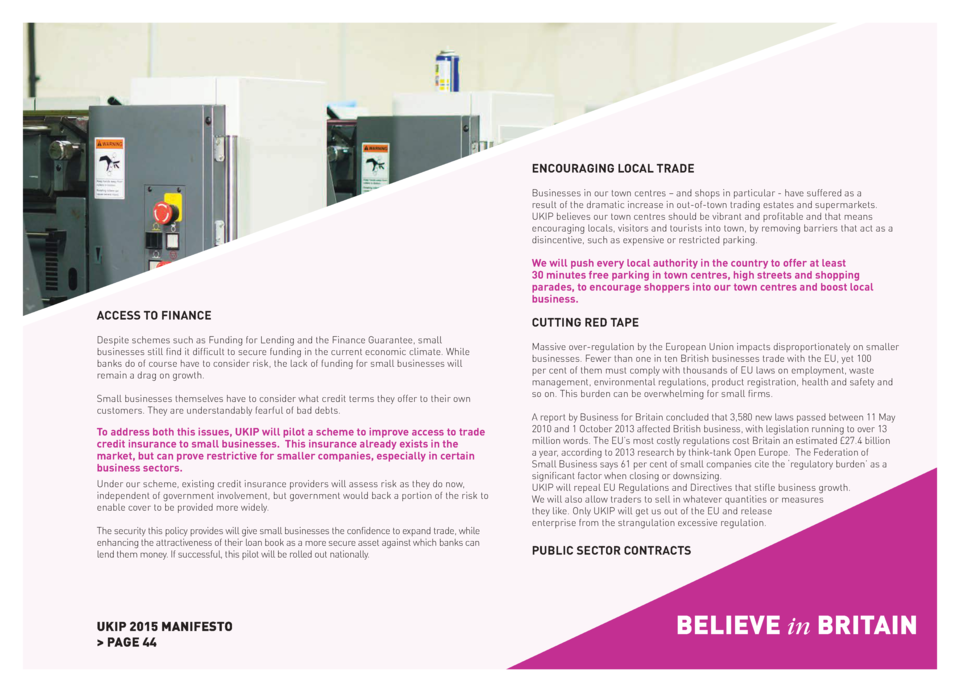 WARNING
WARNING
ACCESS TO FINANCE
Despite schemes such as Funding for Lending and the Finance Guarantee, small
businesses still find it difficult to secure funding in the current economic climate. While
banks do of course have to consider risk, the lack of funding for small businesses will
remain a drag on growth.
Small businesses themselves have to consider what credit terms they offer to their own
customers. They are understandably fearful of bad debts.
To address both this issues, UKIP will pilot a scheme to improve access to trade
credit insurance to small businesses.  This insurance already exists in the
market, but can prove restrictive for smaller companies, especially in certain
business sectors.
Under our scheme, existing credit insurance providers will assess risk as they do now,
independent of government involvement, but government would back a portion of the risk to
enable cover to be provided more widely.
The security this policy provides will give small businesses the confidence to expand trade, while
enhancing the attractiveness of their loan book as a more secure asset against which banks can
lend them money. If successful, this pilot will be rolled out nationally.
ENCOURAGING LOCAL TRADE
Businesses in our town centres – and shops in particular - have suffered as a
result of the dramatic increase in out-of-town trading estates and supermarkets.
UKIP believes our town centres should be vibrant and profitable and that means
encouraging locals, visitors and tourists into town, by removing barriers that act as a
disincentive, such as expensive or restricted parking.
We will push every local authority in the country to offer at least
30 minutes free parking in town centres, high streets and shopping
parades, to encourage shoppers into our town centres and boost local
business.
CUTTING RED TAPE
Massive over-regulation by the European Union impacts disproportionately on smaller
businesses. Fewer than one in ten British businesses trade with the EU, yet 100
per cent of them must comply with thousands of EU laws on employment, waste
management, environmental regulations, product registration, health and safety and
so on. This burden can be overwhelming for small firms.
A report by Business for Britain concluded that 3,580 new laws passed between 11 May
2010 and 1 October 2013 affected British business, with legislation running to over 13
million words. The EU's most costly regulations cost Britain an estimated £27.4 billion
a year, according to 2013 research by think-tank Open Europe.  The Federation of
Small Business says 61 per cent of small companies cite the 'regulatory burden' as a
significant factor when closing or downsizing.
UKIP will repeal EU Regulations and Directives that stifle business growth.
We will also allow traders to sell in whatever quantities or measures
they like. Only UKIP will get us out of the EU and release
enterprise from the strangulation excessive regulation.
PUBLIC SECTOR CONTRACTS
UKIP 2015 MANIFESTO
> PAGE 44
BELIEVE in BRITAIN